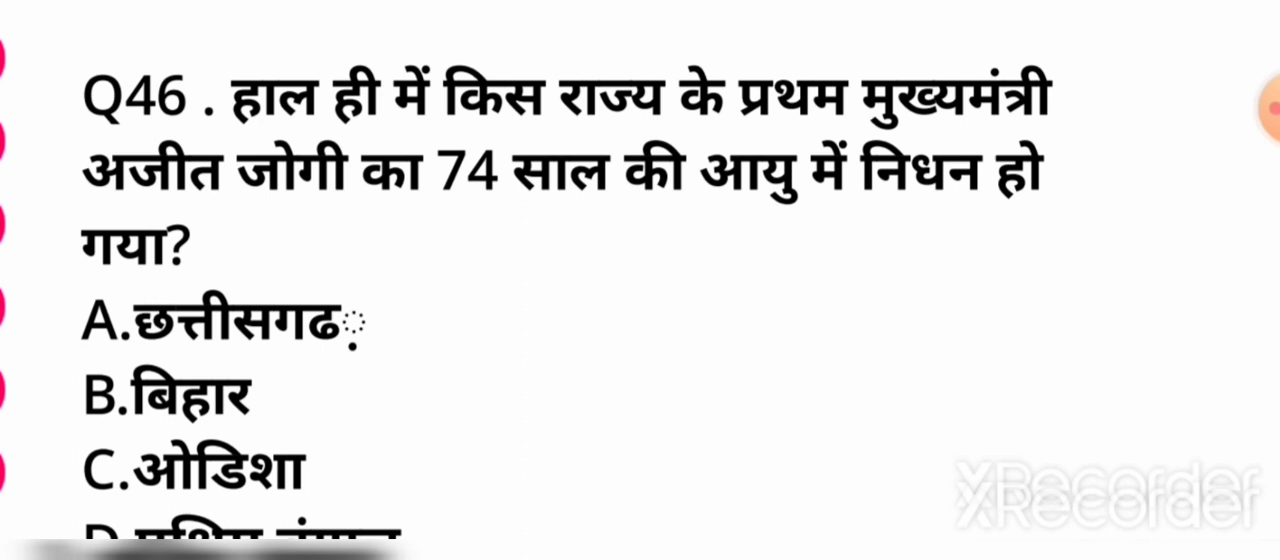 Q46 . हाल ही में किस राज्य के प्रथम मुख्यमंत्री
अजीत जोगी का 74 साल की आयु में निधन हो
गया?
A.छत्तीसगढ़
B.बिहार
C.ओडिशा
XRecorder